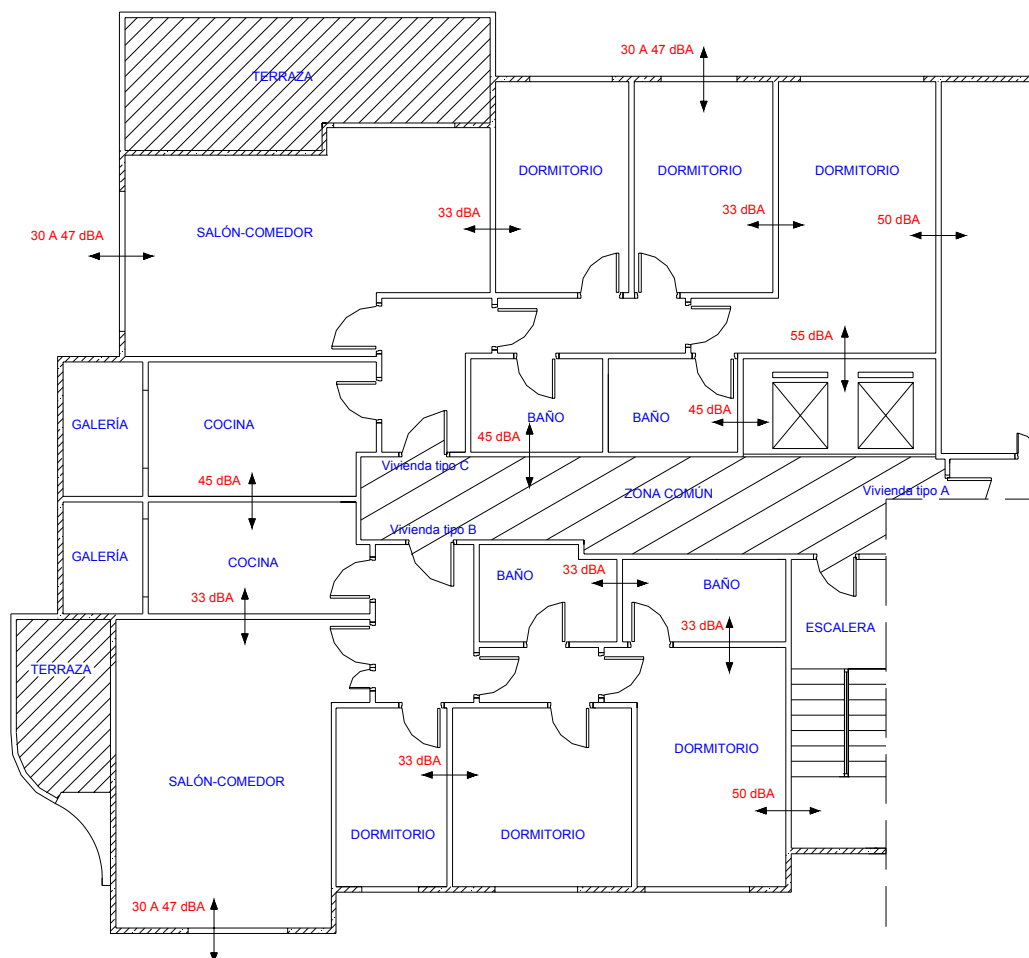 30 A 47 dBA
TERRAZA
DORMITORIO
DORMITORIO
DORMITORIO
33 dBA
33 dBA
50 dBA
30 A 47 dBA
SALÓN-COMEDOR
55 dBA
GALERÍA
COCINA
BAÑO
BAÑO
45 dBA
45 dBA
Vivienda tipo C
45 dBA
ZONA COMÚN
Vivienda tipo A
Vivienda tipo B
GALERÍA
COCINA
BAÑO
33 dBA
BAÑO
33 dBA
33 dBA
ESCALERA
TERRAZA
33 dBA
DORMITORIO
SALÓN-COMEDOR
50 dBA
DORMITORIO
DORMITORIO
30 A 47 dBA